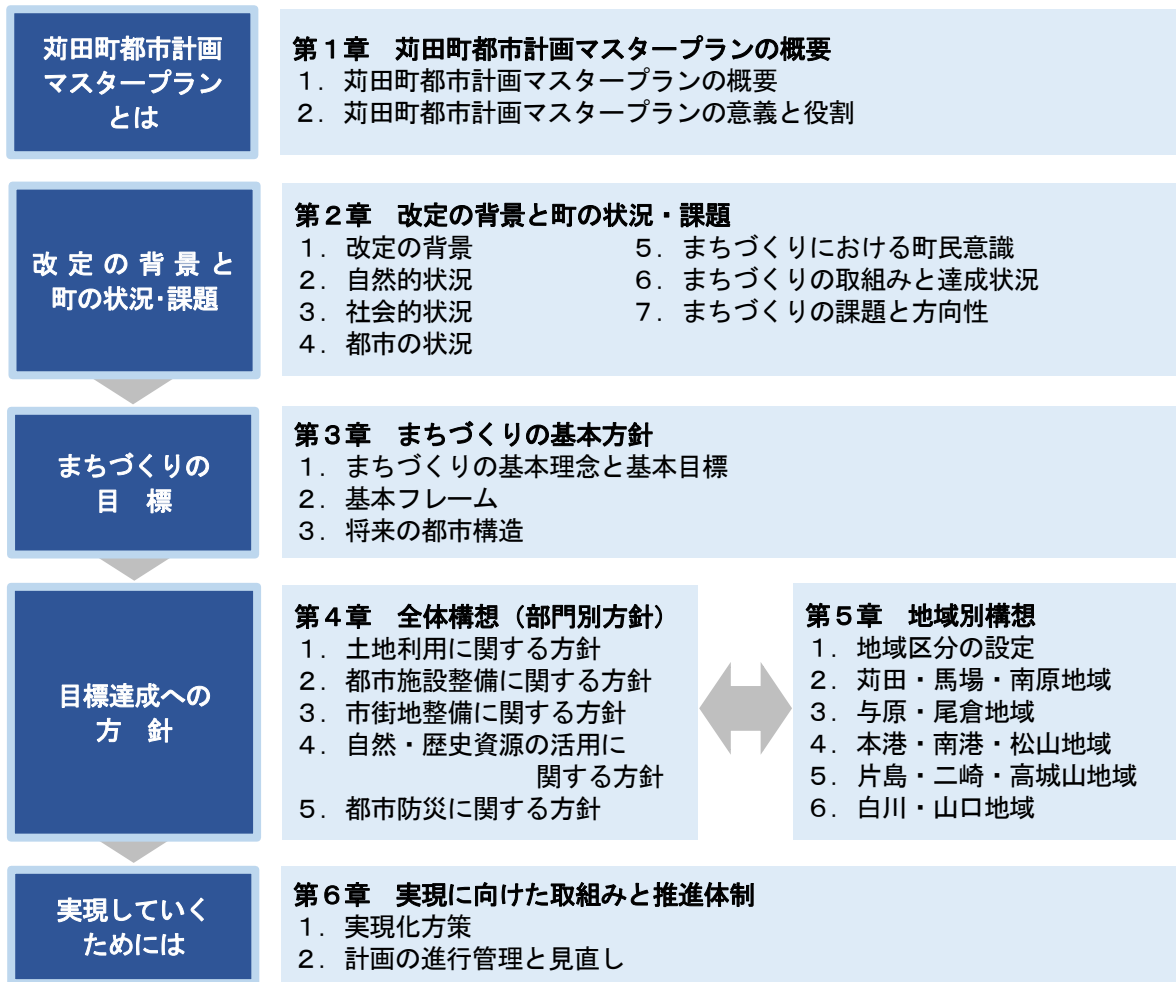 苅田町都市計画
マスタープラン
とは
第１章　苅田町都市計画マスタープランの概要
１．苅田町都市計画マスタープランの概要
２．苅田町都市計画マスタープランの意義と役割
改定の背景と
町の状況・課題
第２章　改定の背景と町の状況・課題
１．改定の背景
２．自然的状況
３．社会的状況
４．都市の状況
５．まちづくりにおける町民意識
６．まちづくりの取組みと達成状況
７．まちづくりの課題と方向性
まちづくりの
目　標
第３章　まちづくりの基本方針
１．まちづくりの基本理念と基本目標
２．基本フレーム
３．将来の都市構造
目標達成への
方　針
第４章　全体構想（部門別方針）
１．土地利用に関する方針
２．都市施設整備に関する方針
３．市街地整備に関する方針
４．自然・歴史資源の活用に
関する方針
５．都市防災に関する方針
第５章　地域別構想
１．地域区分の設定
２．苅田・馬場・南原地域
３．与原・尾倉地域
４．本港・南港・松山地域
５．片島・二崎・高城山地域
６．白川・山口地域
実現していく
ためには
第６章　実現に向けた取組みと推進体制
１．実現化方策
２．計画の進行管理と見直し